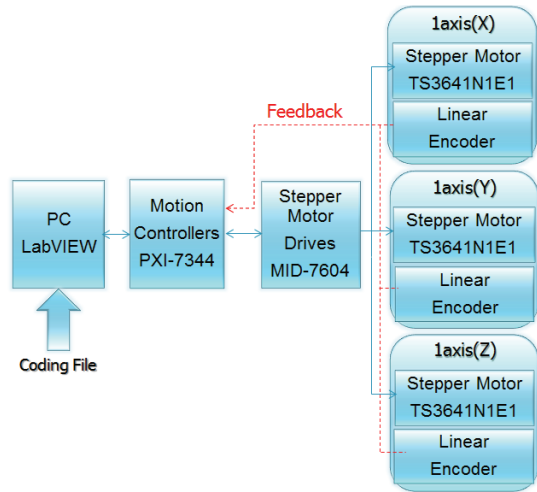 1axis(X)
Stepper Motor
TS3641N1E1
Linear
Encoder
Feedback
PC
LabVIEW
Motion
Controllers
PXI-7344
Stepper
Motor
Drives
MID-7604
1axis(Y)
Stepper Motor
TS3641N1E1
Linear
Encoder
Coding File
1axis(Z)
Stepper Motor
TS3641N1E1
Linear
Encoder